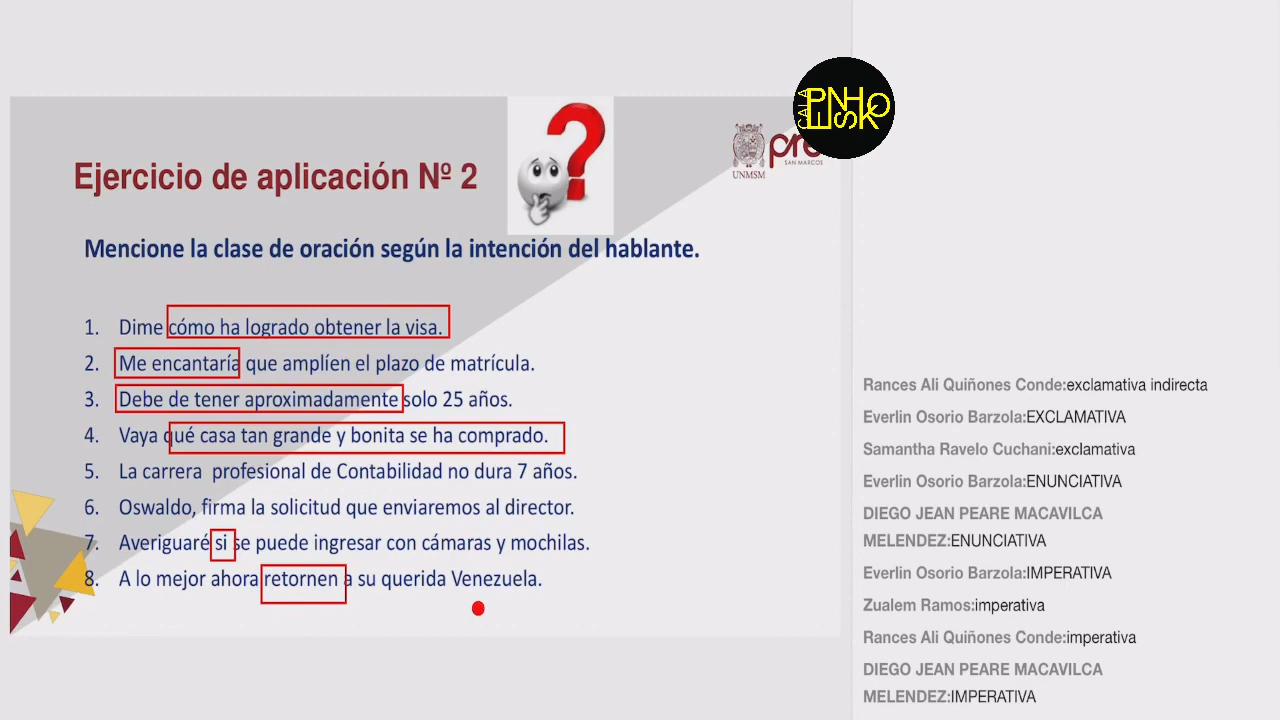 CALA
PNHO
ESK
pre
SAN MARCOS
UNMSM
Ejercicio de aplicación Nº 2
Mencione la clase de oración según la intención del hablante.
1. Dime cómo ha logrado obtener la visa.
2. Me encantaría que amplíen el plazo de matrícula.
3. Debe de tener aproximadamente solo 25 años.
4. Vaya qué casa tan grande y bonita se ha comprado.
5. La carrera profesional de Contabilidad no dura 7 años.
6. Oswaldo, firma la solicitud que enviaremos al director.
7. Averiguaré si se puede ingresar con cámaras y mochilas.
8. A lo mejor ahora retornen a su querida Venezuela.
Rances Ali Quiñones Conde:exclamativa indirecta
Everlin Osorio Barzola:EXCLAMATIVA
Samantha Ravelo Cuchani:exclamativa
Everlin Osorio Barzola:ENUNCIATIVA
DIEGO JEAN PEARE MACAVILCA
MELENDEZ:ENUNCIATIVA
Everlin Osorio Barzola:IMPERATIVA
Zualem Ramos:imperativa
Rances Ali Quiñones Conde:imperativa
DIEGO JEAN PEARE MACAVILCA
MELENDEZ:IMPERATIVA